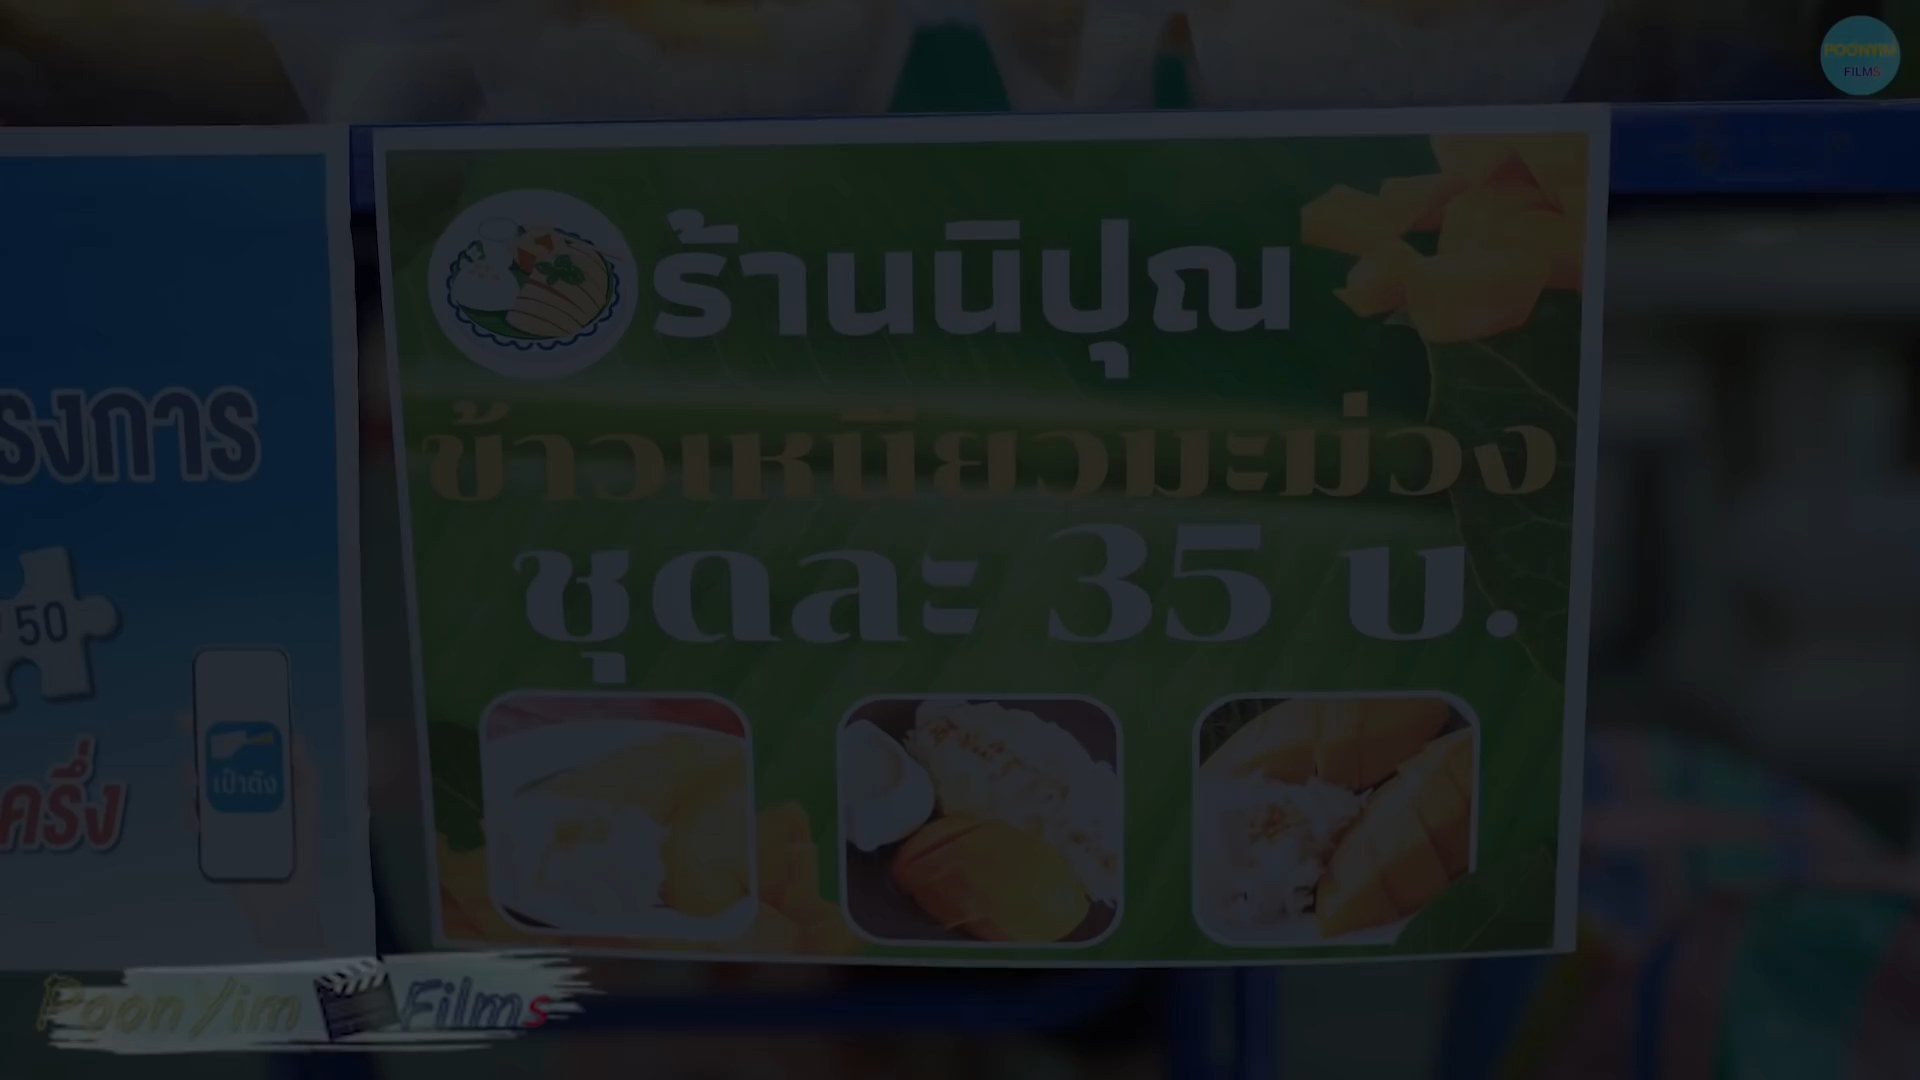 POONYIM
FILMS
ร้านนิปุณ
ข้าวเหนียวมะม่วง
ชุดละ 35 บ.
รงการ
50
เป๋าตัง
ครึ่ง
PoonYim Films